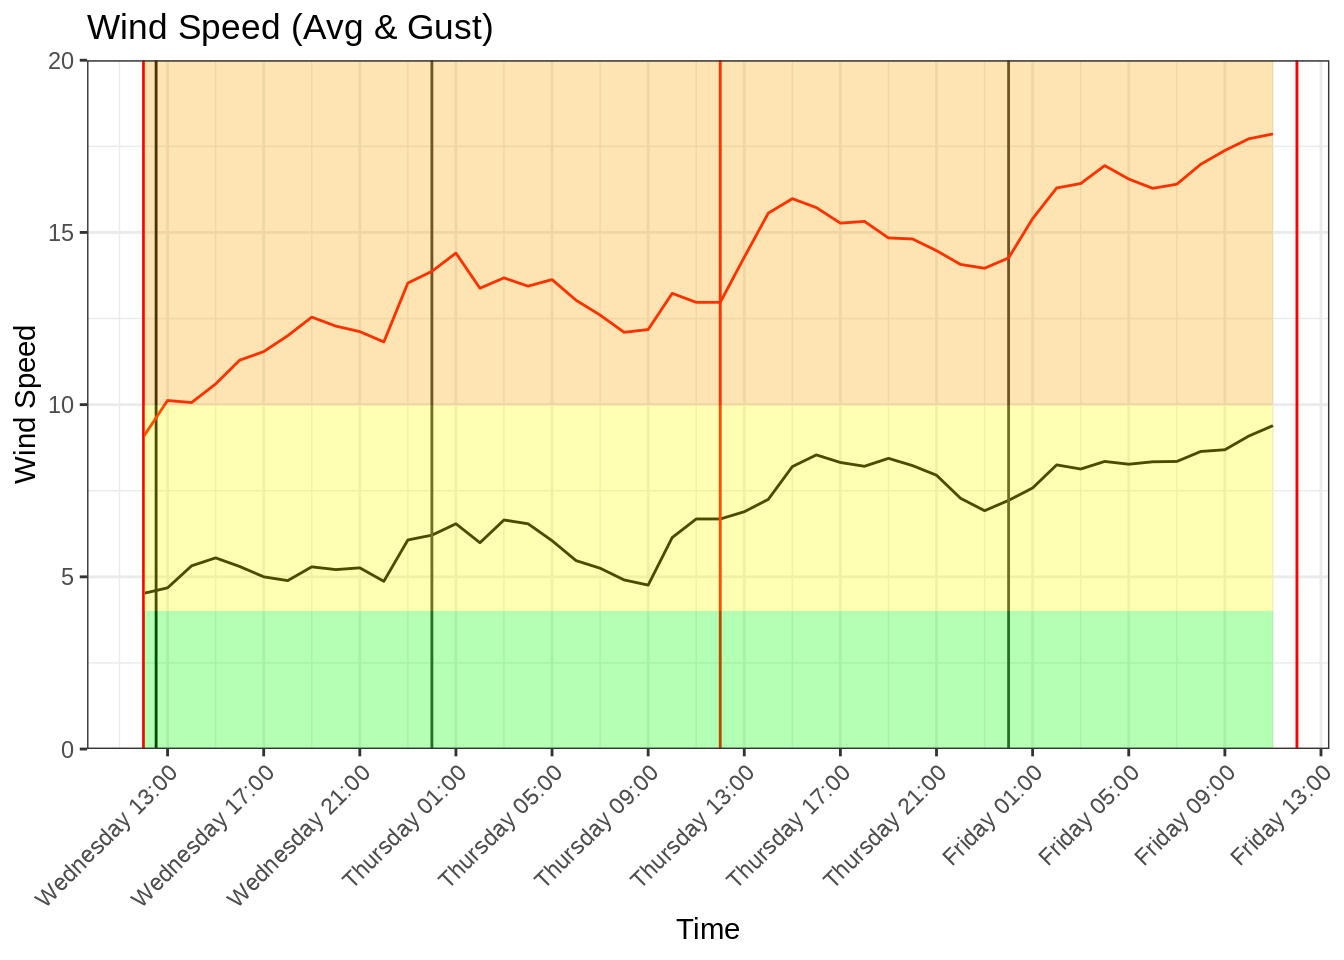 Wind Speed (Avg & Gust)
20
15
10
5
0
Wind Speed
Wednesday 13:00
Wednesday 17:00
Wednesday 21:00
Thursday 01:00
Thursday 05:00
Thursday 09:00
Thursday 13:00
Thursday 17:00
Thursday 21:00
Friday 01:00
Friday 05:00
Friday 09:00
Friday 13:00
Time